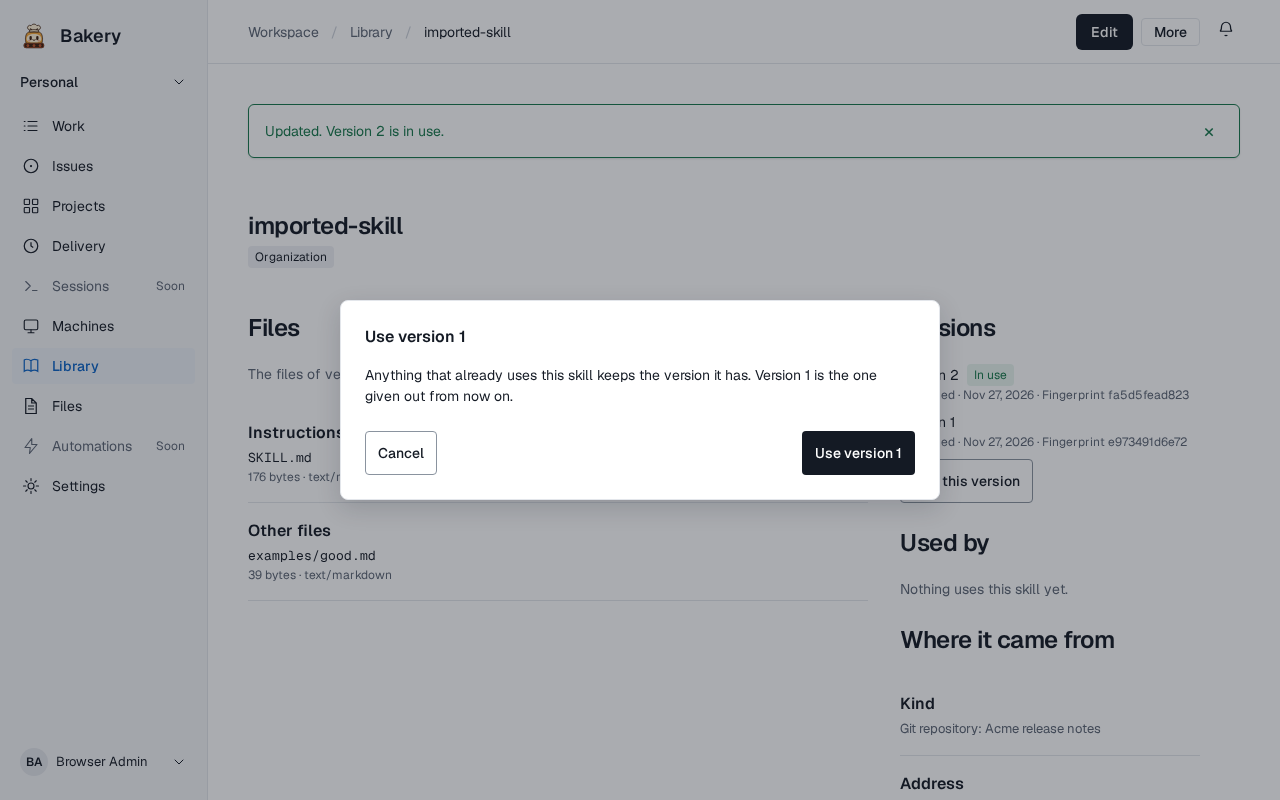 Bakery
Personal
Work
Issues
Projects
Delivery
Sessions Soon
Machines
Library
Files
Automations Soon
Settings
BA Browser Admin
Workspace / Library / imported-skill
Edit
More
Updated. Version 2 is in use.
imported-skill
Organization
Files
The files of
Instructions
SKILL.md
176 bytes
Other files
examples/good.md
39 bytes · text/markdown
Use version 1
Anything that already uses this skill keeps the version it has. Version 1 is the one
given out from now on.
Cancel
Use version 1
2 In use
· Nov 27, 2026 · Fingerprint fa5d5fead823
1
· Nov 27, 2026 · Fingerprint e973491d6e72
this version
Used by
Nothing uses this skill yet.
Where it came from
Kind
Git repository: Acme release notes
Address